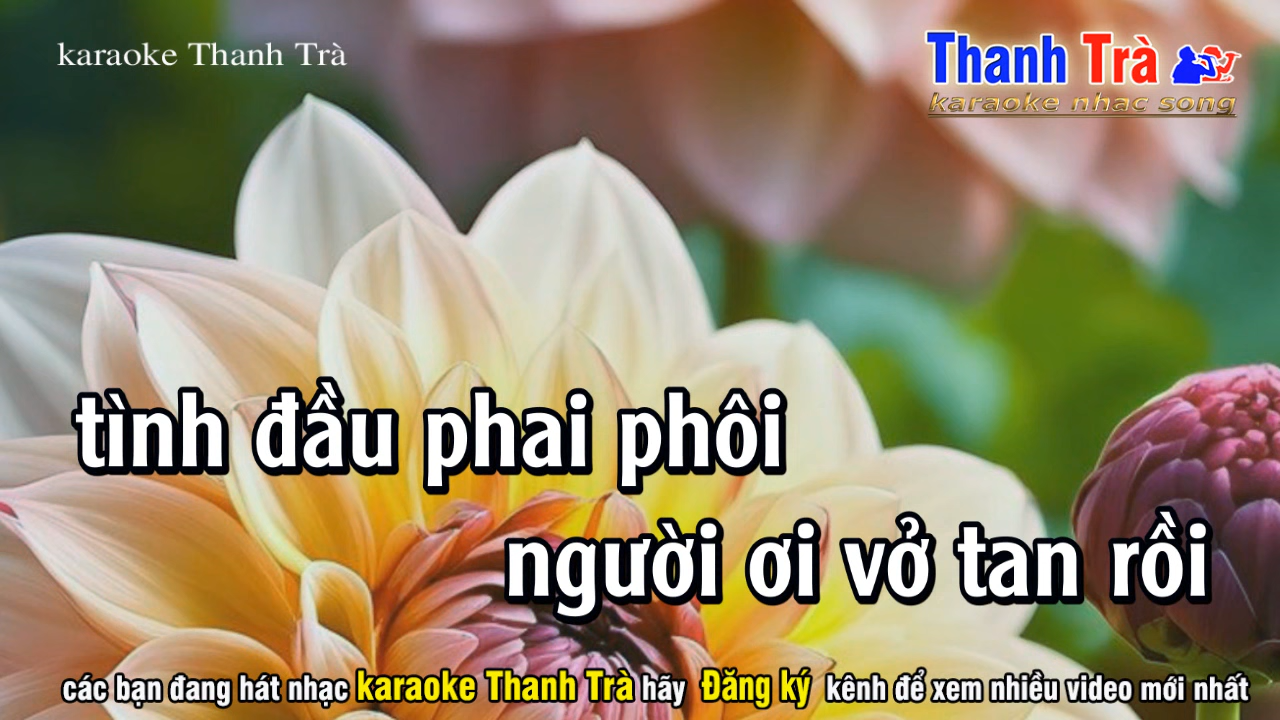 karaoke Thanh Trà
Thanh Trà
karaoke nhac song
tình đầu phai phôi
người ơi vở tan rồi
các bạn đang hát nhạc karaoke Thanh Trà hãy Đăng ký kênh để xem nhiều video mới nhất